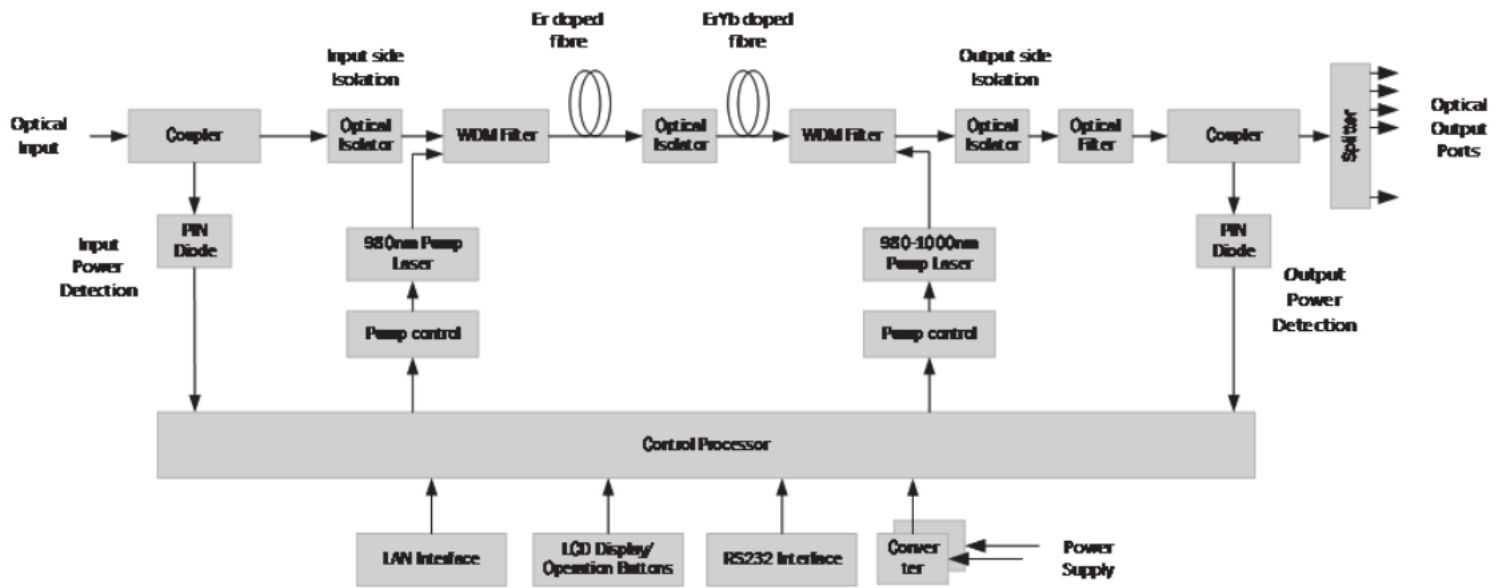 Er doped
fibre
ErYb doped
fibre
Input side
Isolation
Output side
Isolation
Optical
Input
Coupler
Optical
Isolator
WDM Filter
Optical
Isolator
WDM Filter
Optical
Isolator
Optical
Filter
Coupler
Splitter
Optical
Output
Ports
PIN
Diode
Input
Power
Detection
980nm Pump
Laser
980-1000nm
Pump Laser
PIN
Diode
Output
Power
Detection
Pump control
Pump control
Control Processor
LAN Interface
LCD Display/
Operation Buttons
RS232 Interface
Conver
ter
Power
Supply